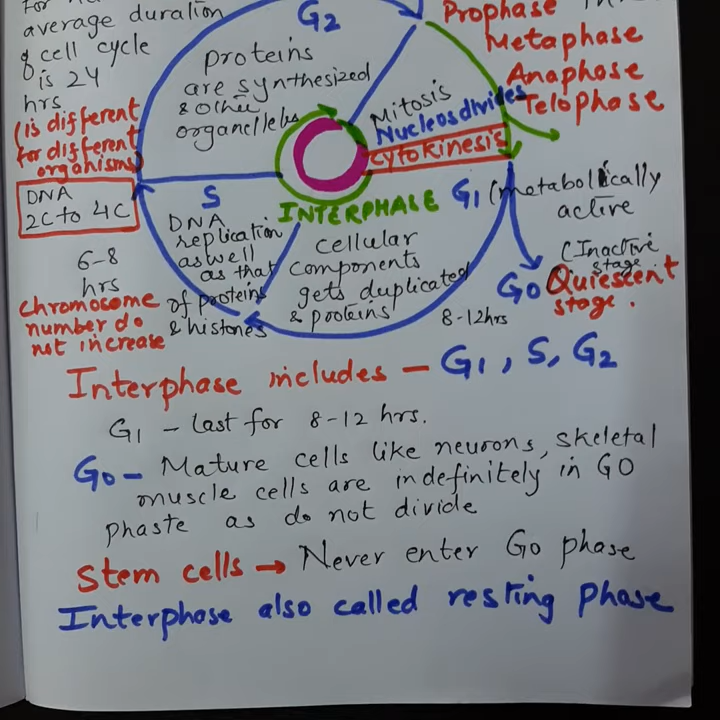 For
average duration
of cell cycle
is 24
hrs
(is different
for different
organisms)
DNA
2C to 4C
6-8
hrs
Chromosome
number do
not increase
G2
Proteins
are synthesized
& other
organelles
Prophase
Metaphase
Anaphase
Telophase
Mitosis
Nucleos divides
Cytokinesis
S
DNA
replication
as well
as that
of proteins
& histones
INTERPHASE
Cellular
components
gets duplicated
& proteins
G1 (metabolically
active
(Inactive
stage
G0 Quiescent
stage.
8-12hrs
Interphase includes - G1, S, G2
G1 - last for 8-12 hrs.
G0 - Mature cells like neurons, skeletal
muscle cells are indefinitely in G0
phaste as do not divide
Stem cells → Never enter G0 phase
Interphase also called resting phase